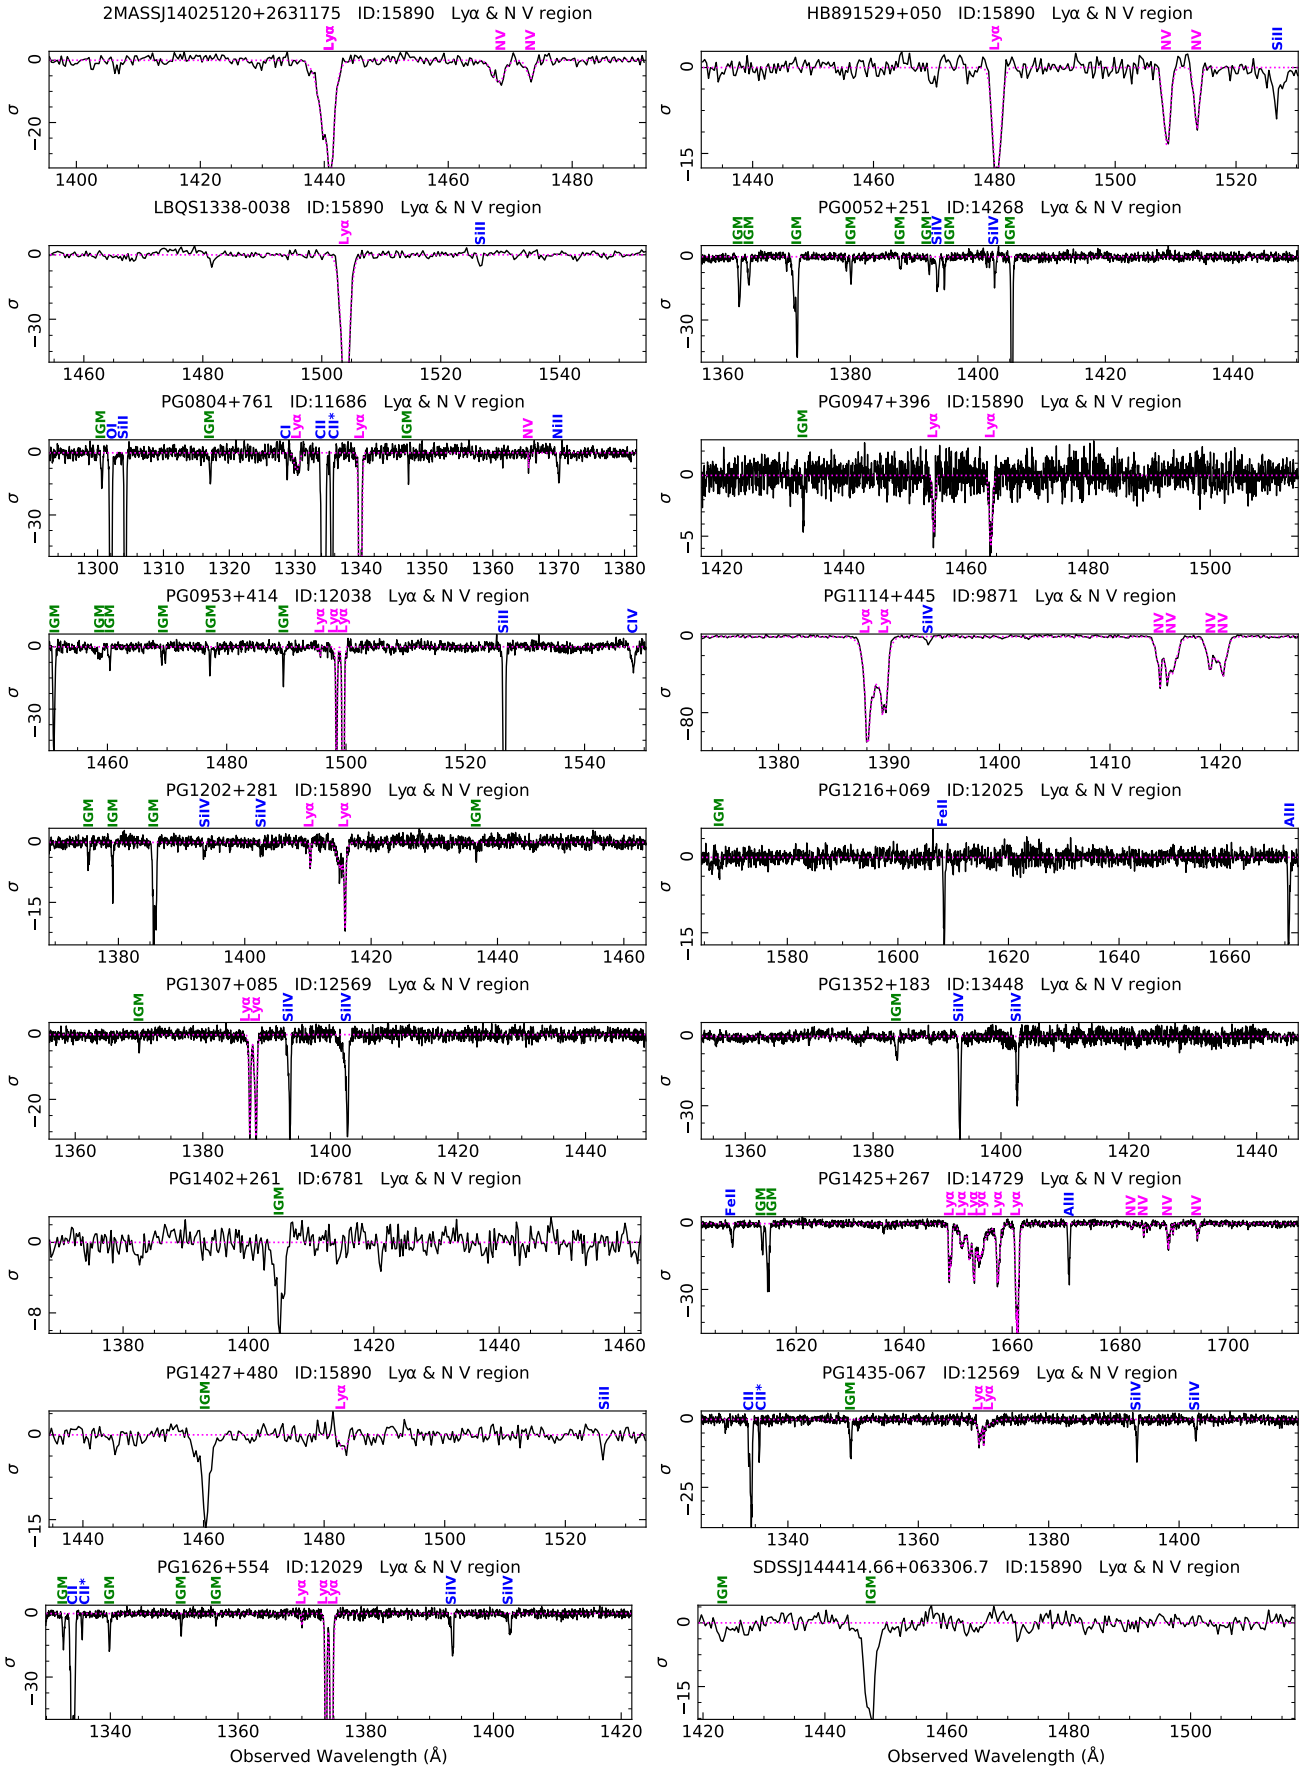 2MASSJ14025120+2631175 ID:15890 Lyα & N V region
Lyα NV NV
0
−20
σ
1400 1420 1440 1460 1480
HB891529+050 ID:15890 Lyα & N V region
Lyα NV NV SiII
0
−15
σ
1440 1460 1480 1500 1520
LBQS1338-0038 ID:15890 Lyα & N V region
Lyα SiII
0
−30
σ
1460 1480 1500 1520 1540
PG0052+251 ID:14268 Lyα & N V region
IGM IGM IGM IGM IGM IGM SiIV IGM SiIV IGM
0
−30
σ
1360 1380 1400 1420 1440
PG0804+761 ID:11686 Lyα & N V region
IGM OI SiII IGM CI Lyα CII CII* Lyα IGM NV NiII
0
−30
σ
1300 1310 1320 1330 1340 1350 1360 1370 1380
PG0947+396 ID:15890 Lyα & N V region
IGM Lyα Lyα
0
−5
σ
1420 1440 1460 1480 1500
PG0953+414 ID:12038 Lyα & N V region
IGM IGM IGM IGM IGM IGM Lyα Lyα Lyα SiII CIV
0
−30
σ
1460 1480 1500 1520 1540
PG1114+445 ID:9871 Lyα & N V region
Lyα Lyα SiIV NV NV NV NV
0
−80
σ
1380 1390 1400 1410 1420
PG1202+281 ID:15890 Lyα & N V region
IGM IGM IGM SiIV SiIV Lyα Lyα IGM
0
−15
σ
1380 1400 1420 1440 1460
PG1216+069 ID:12025 Lyα & N V region
IGM FeII AlII
0
−15
σ
1580 1600 1620 1640 1660
PG1307+085 ID:12569 Lyα & N V region
IGM Lyα Lyα SiIV SiIV
0
−20
σ
1360 1380 1400 1420 1440
PG1352+183 ID:13448 Lyα & N V region
IGM SiIV SiIV
0
−30
σ
1360 1380 1400 1420 1440
PG1402+261 ID:6781 Lyα & N V region
IGM
0
−8
σ
1380 1400 1420 1440 1460
PG1425+267 ID:14729 Lyα & N V region
FeII IGM IGM Lyα Lyα Lyα Lyα Lyα Lyα AlII NV NV NV NV
0
−30
σ
1620 1640 1660 1680 1700
PG1427+480 ID:15890 Lyα & N V region
IGM Lyα SiII
0
−15
σ
1440 1460 1480 1500 1520
PG1435-067 ID:12569 Lyα & N V region
CII CII* IGM Lyα Lyα SiIV SiIV
0
−25
σ
1340 1360 1380 1400
PG1626+554 ID:12029 Lyα & N V region
IGM CII CII* IGM IGM IGM Lyα Lyα Lyα SiIV SiIV
0
−30
σ
1340 1360 1380 1400 1420
Observed Wavelength (Å)
SDSSJ144414.66+063306.7 ID:15890 Lyα & N V region
IGM IGM
0
−15
σ
1420 1440 1460 1480 1500
Observed Wavelength (Å)